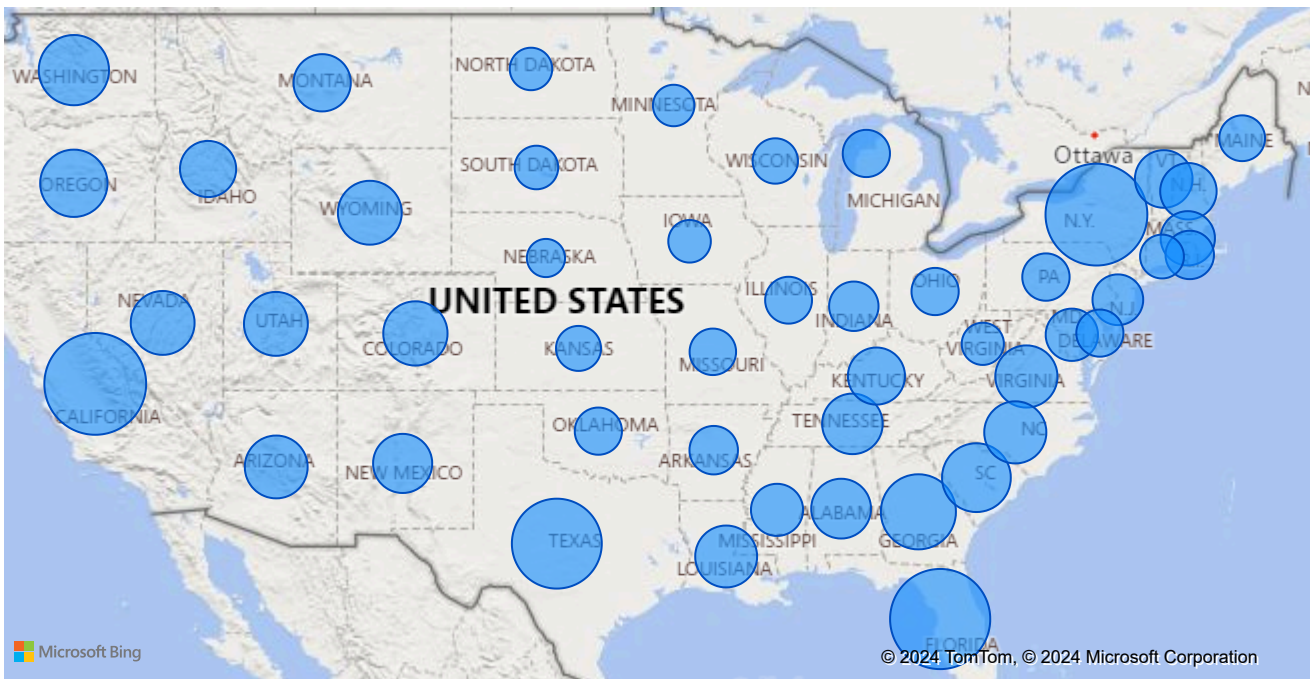 WASHINGTON
MONTANA
NORTH DAKOTA
MINNESOTA
OREGON
IDAHO
SOUTH DAKOTA
WISCONSIN
MICHIGAN
Ottawa
MAINE
VT.
N.H.
WYOMING
IOWA
N.Y.
MASS.
R.I.
NEBRASKA
NEVADA
UTAH
UNITED STATES
ILLINOIS
INDIANA
OHIO
PA
N.J.
COLORADO
KANSAS
MISSOURI
WEST
VIRGINIA
MD.
DELAWARE
CALIFORNIA
KENTUCKY
VIRGINIA
OKLAHOMA
TENNESSEE
NC
ARIZONA
NEW MEXICO
ARKANSAS
SC
TEXAS
MISSISSIPPI
ALABAMA
GEORGIA
LOUISIANA
FLORIDA
Microsoft Bing
© 2024 TomTom, © 2024 Microsoft Corporation